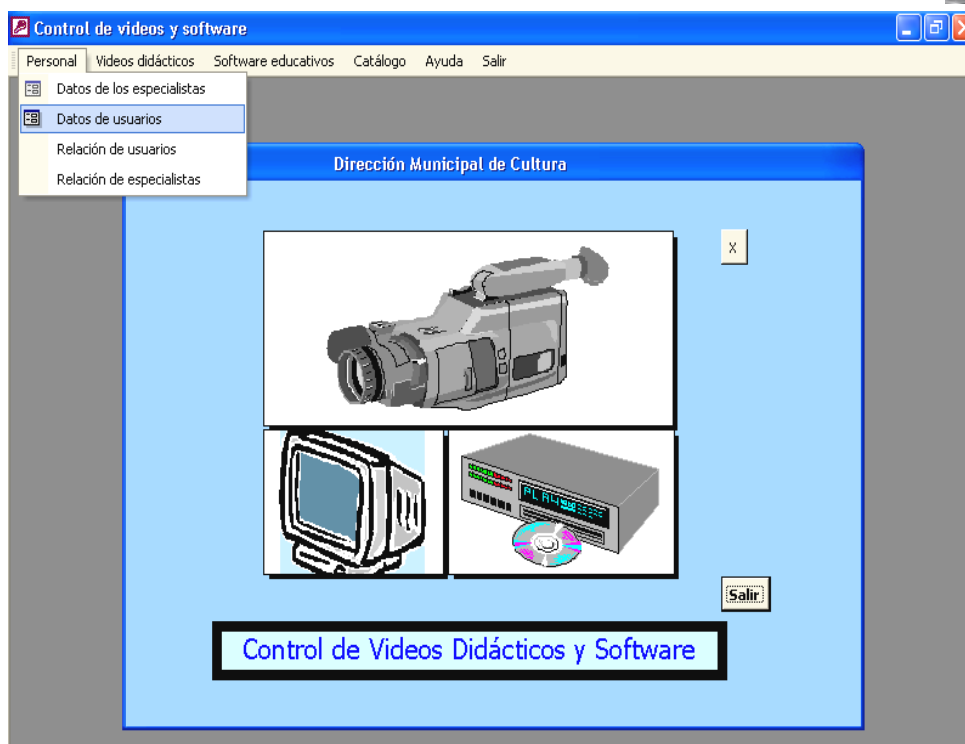 Control de videos y software
Personal Videos didácticos Software educativos Catálogo Ayuda Salir
Datos de los especialistas
Datos de usuarios
Relación de usuarios
Relación de especialistas
Dirección Municipal de Cultura
X
PLAY
Salir
Control de Videos Didácticos y Software